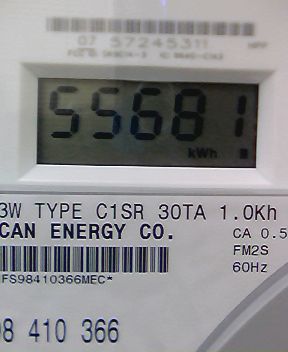 07 57245311
55681
kWh
3W TYPE C1SR 30TA 1.0Kh
CAN ENERGY CO.
CA 0.5
FM2S
60Hz
FS98410366MEC*
98 410 366